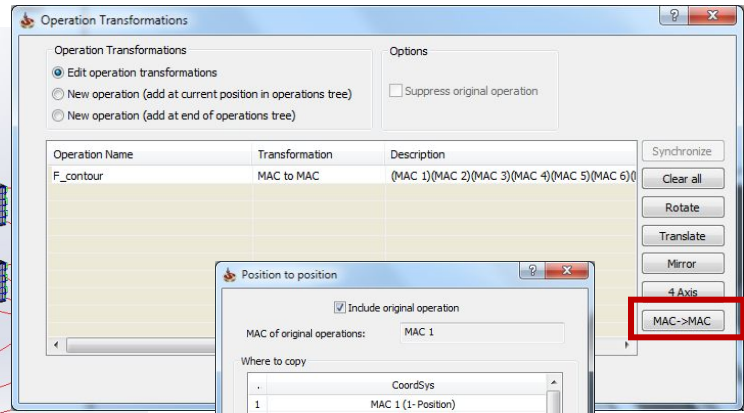 Operation Transformations
Operation Transformations
Edit operation transformations
New operation (add at current position in operations tree)
New operation (add at end of operations tree)
Options
Suppress original operation
Operation Name Transformation Description
F_contour MAC to MAC (MAC 1)(MAC 2)(MAC 3)(MAC 4)(MAC 5)(MAC 6)(
Synchronize
Clear all
Rotate
Translate
Mirror
4 Axis
MAC->MAC
Position to position
Include original operation
MAC of original operations: MAC 1
Where to copy
. CoordSys
1 MAC 1 (1- Position)